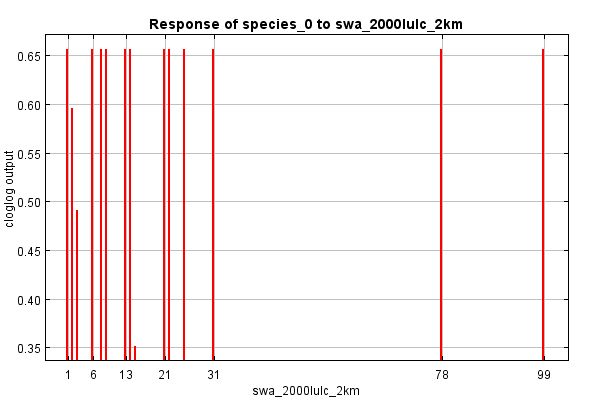 Response of species_0 to swa_2000lulc_2km
cloglog output
0.65
0.60
0.55
0.50
0.45
0.40
0.35
1 6 13 21 31 78 99
swa_2000lulc_2km